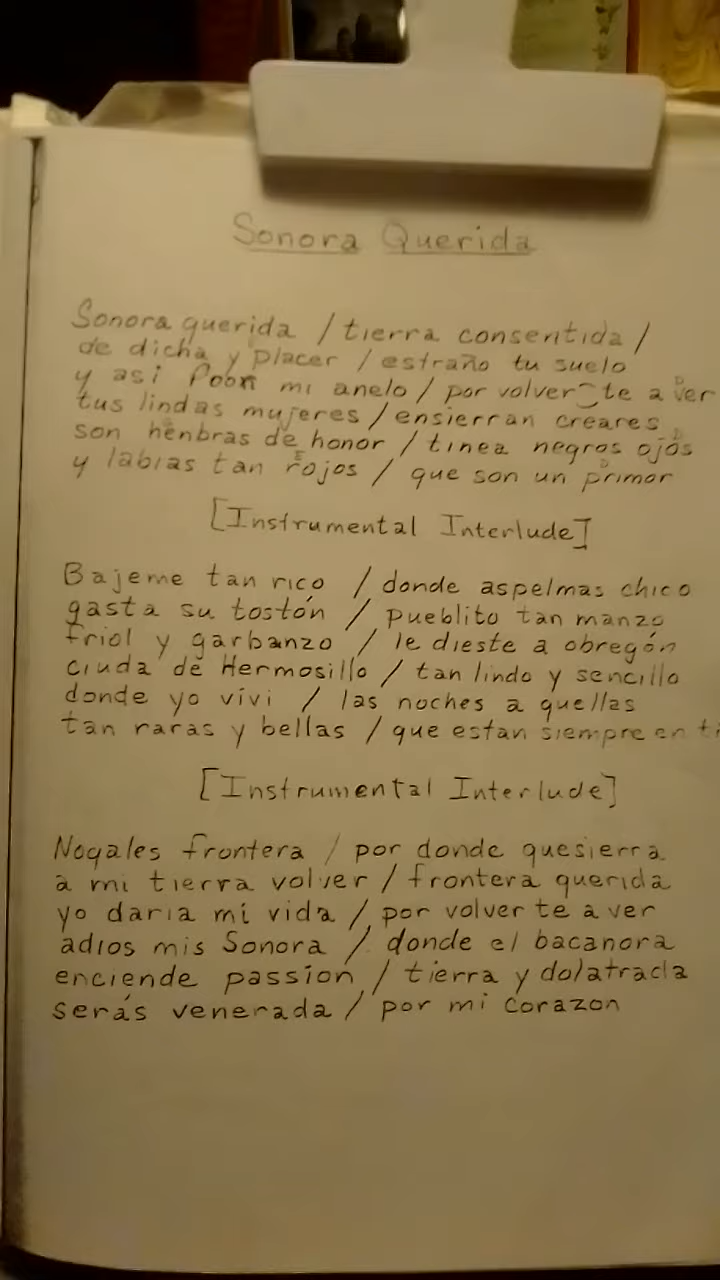 Sonora Querida
Sonora querida / tierra consentida /
de dicha y placer / estraño tu suelo
y asi Poon mi anelo / por volver te a ver
tus lindas mujeres / ensierran creares
son henbras de honor / tinea negros ojos
y labias tan rojos / que son un primor
[Instrumental Interlude]
Bajeme tan rico / donde aspelmas chico
gasta su tostón / pueblito tan manzo
friol y garbanzo / le dieste a obregón
ciuda de Hermosillo / tan lindo y sencillo
donde yo vívi / las noches a quellas
tan raras y bellas / que estan siempre en ti
[Instrumental Interlude]
Nogales frontera / por donde quesierra
a mi tierra volver / frontera querida
yo daria mi vida / por volver te a ver
adios mis Sonora / donde el bacanora
enciende passion / tierra y dolatracla
serás venerada / por mi corazon